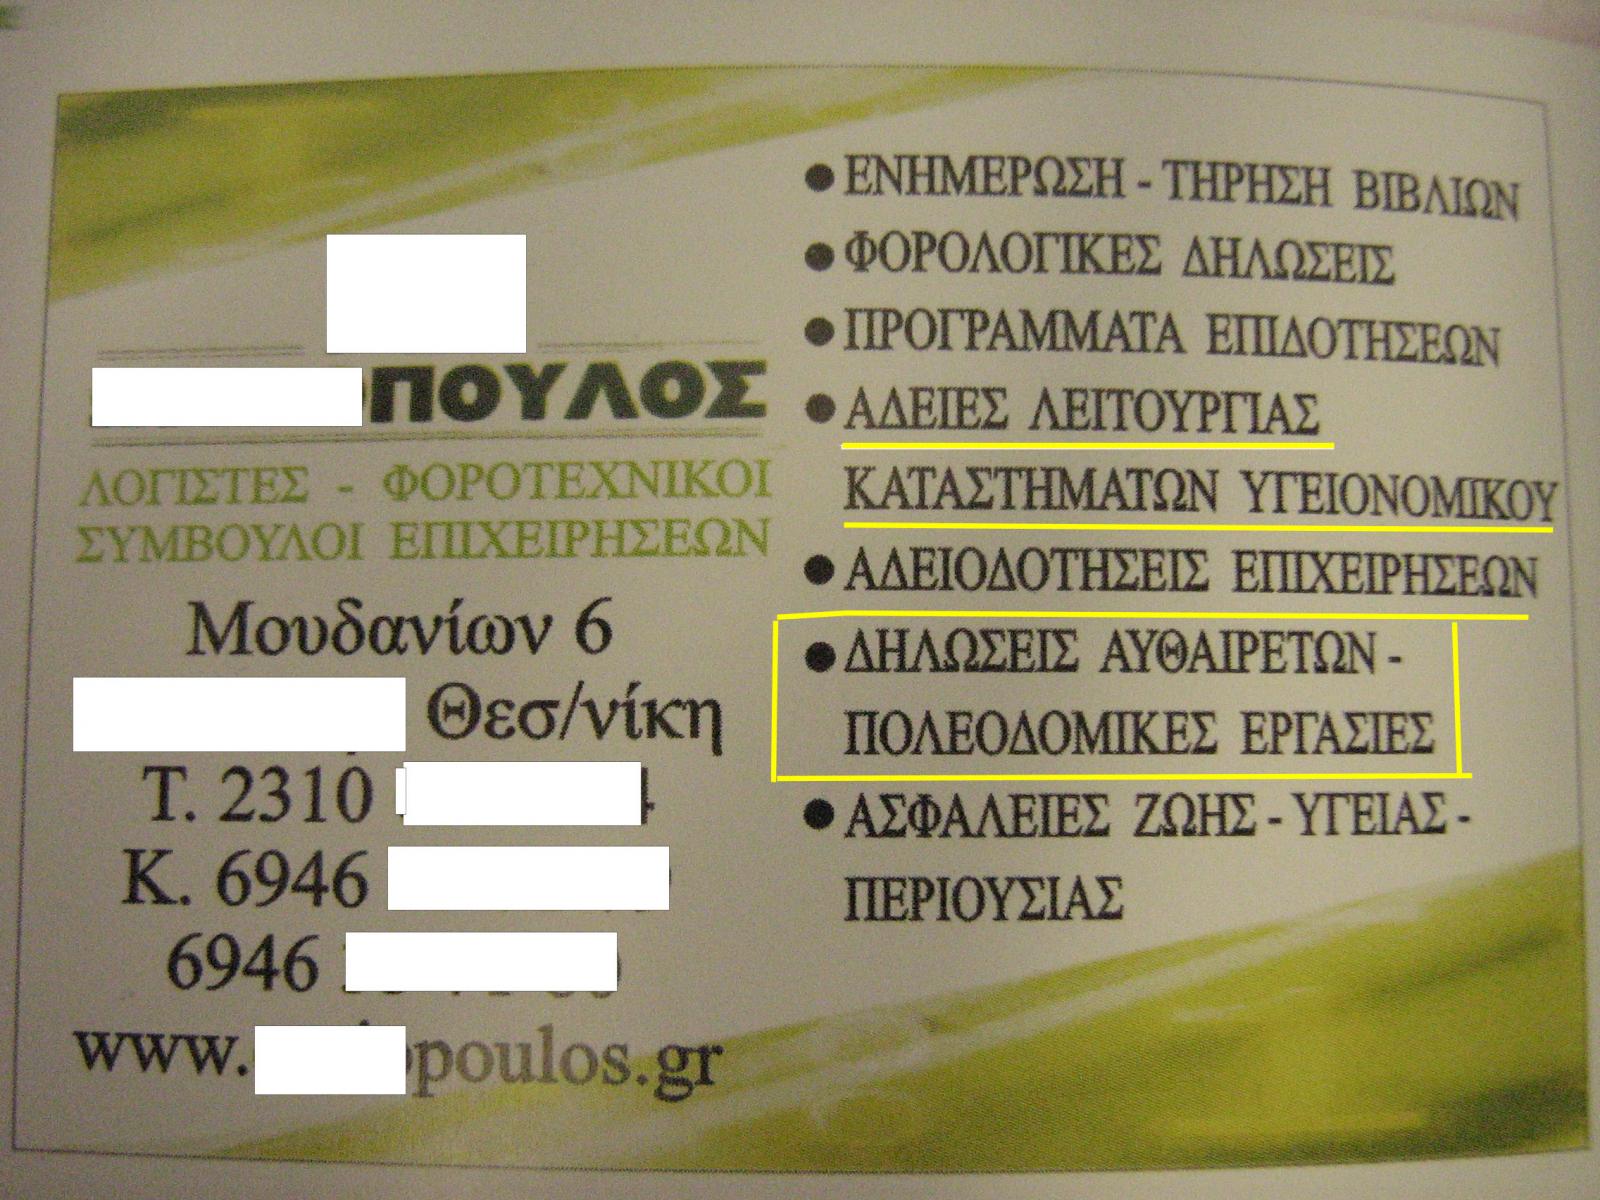 ΠΟΥΛΟΣ
ΛΟΓΙΣΤΕΣ - ΦΟΡΟΤΕΧΝΙΚΟΙ
ΣΥΜΒΟΥΛΟΙ ΕΠΙΧΕΙΡΗΣΕΩΝ
Μουδανίων 6
Θεσ/νίκη
Τ. 2310 4
Κ. 6946
6946
www. poulos.gr
● ΕΝΗΜΕΡΩΣΗ - ΤΗΡΗΣΗ ΒΙΒΛΙΩΝ
● ΦΟΡΟΛΟΓΙΚΕΣ ΔΗΛΩΣΕΙΣ
● ΠΡΟΓΡΑΜΜΑΤΑ ΕΠΙΔΟΤΗΣΕΩΝ
● ΑΔΕΙΕΣ ΛΕΙΤΟΥΡΓΙΑΣ
ΚΑΤΑΣΤΗΜΑΤΩΝ ΥΓΕΙΟΝΟΜΙΚΟΥ
● ΑΔΕΙΟΔΟΤΗΣΕΙΣ ΕΠΙΧΕΙΡΗΣΕΩΝ
● ΔΗΛΩΣΕΙΣ ΑΥΘΑΙΡΕΤΩΝ -
ΠΟΛΕΟΔΟΜΙΚΕΣ ΕΡΓΑΣΙΕΣ
● ΑΣΦΑΛΕΙΕΣ ΖΩΗΣ - ΥΓΕΙΑΣ -
ΠΕΡΙΟΥΣΙΑΣ